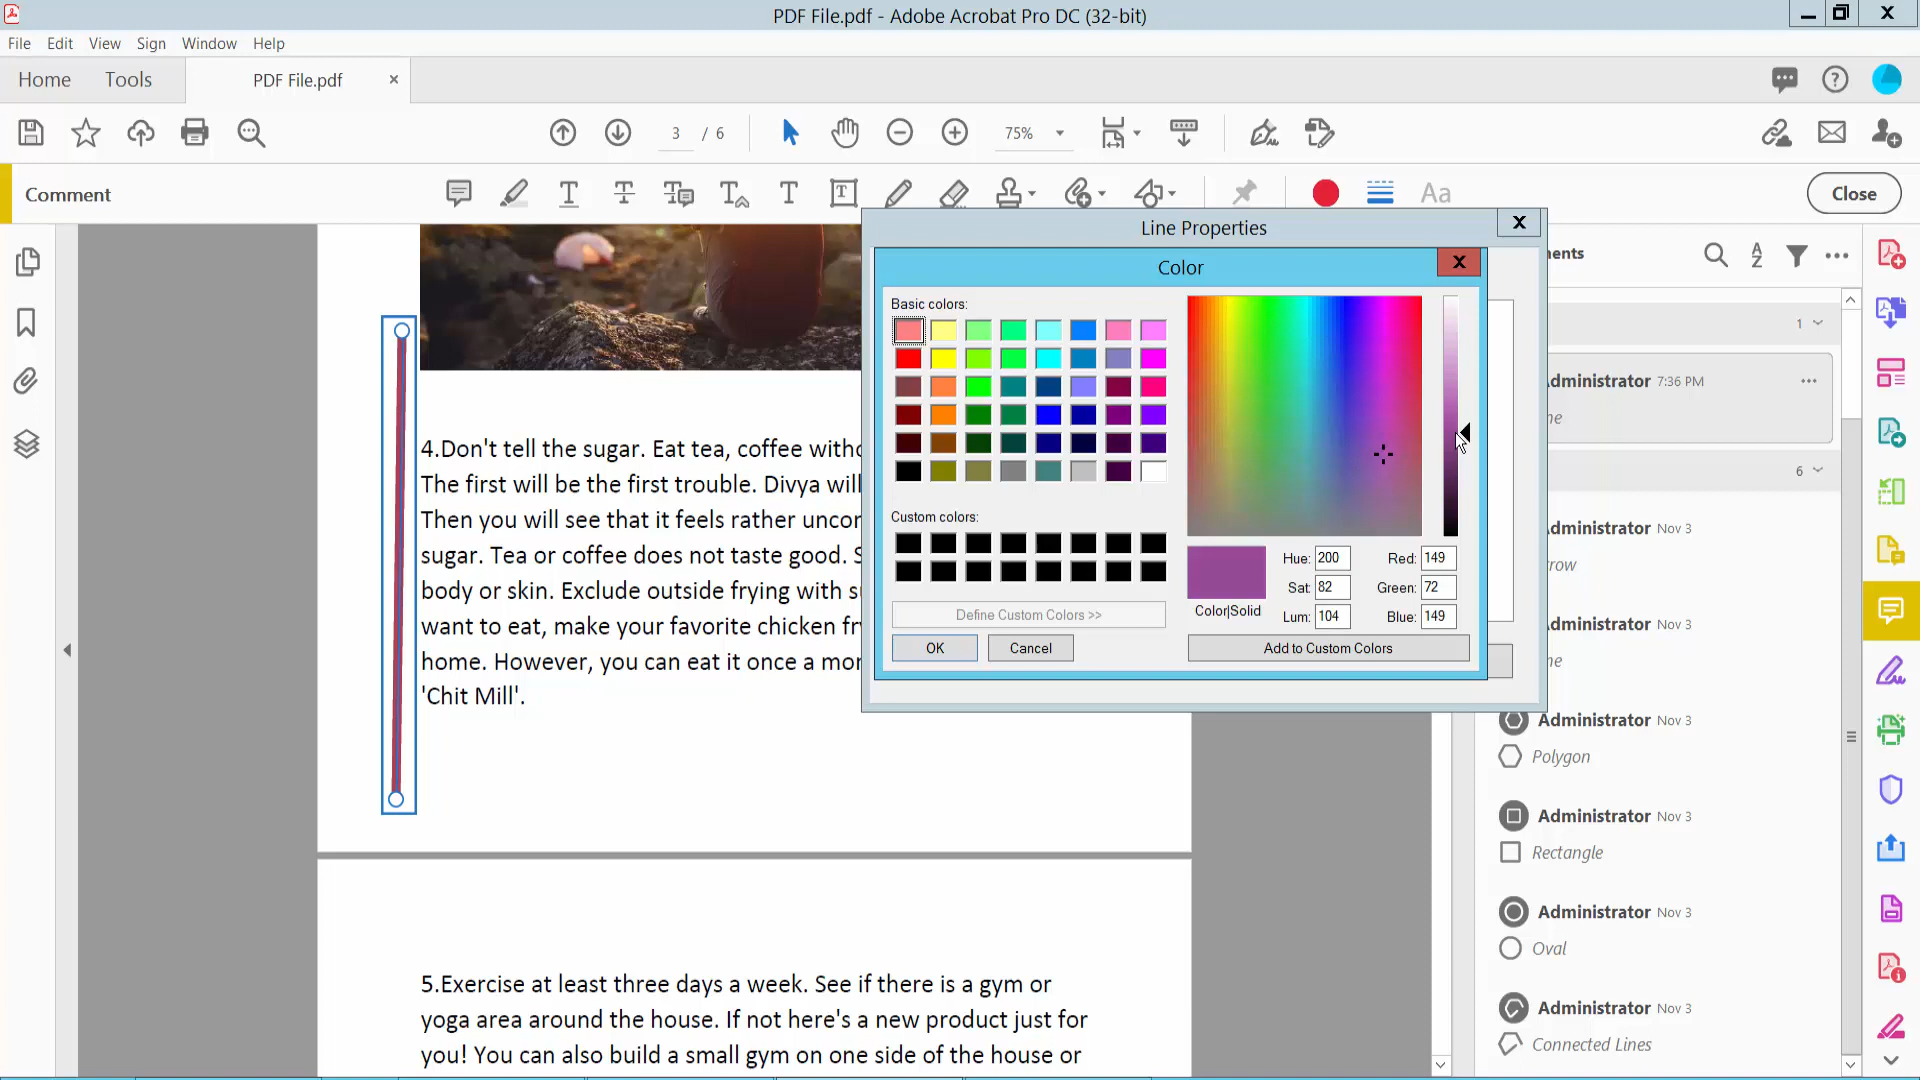 PDF File.pdf - Adobe Acrobat Pro DC (32-bit)
File Edit View Sign Window Help
Home Tools PDF File.pdf
3 / 6 75%
Comment
Close
Line Properties
Color
Basic colors:
Custom colors:
Define Custom Colors >>
OK Cancel
Hue: 200 Red: 149
Sat: 82 Green: 72
Color|Solid
Lum: 104 Blue: 149
Add to Custom Colors
4.Don't tell the sugar. Eat tea, coffee
The first will be the first trouble. Divya will
Then you will see that it feels rather
sugar. Tea or coffee does not taste good.
body or skin. Exclude outside frying with
want to eat, make your favorite chicken
home. However, you can eat it once a
'Chit Mill'.
5.Exercise at least three days a week. See if there is a gym or
yoga area around the house. If not here's a new product just for
you! You can also build a small gym on one side of the house or
1
Administrator 7:36 PM
6
Administrator Nov 3
Administrator Nov 3
Administrator Nov 3
Polygon
Administrator Nov 3
Rectangle
Administrator Nov 3
Oval
Administrator Nov 3
Connected Lines